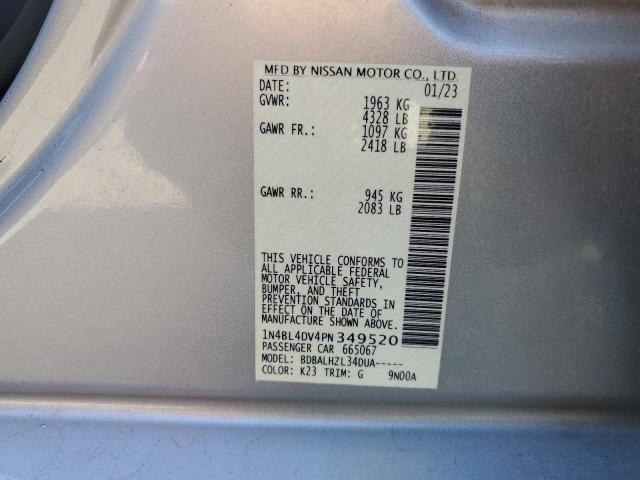 MFD BY NISSAN MOTOR CO., LTD.
DATE: 01/23
GVWR: 1963 KG
4328 LB
GAWR FR.: 1097 KG
2418 LB
GAWR RR.: 945 KG
2083 LB
THIS VEHICLE CONFORMS TO
ALL APPLICABLE FEDERAL
MOTOR VEHICLE SAFETY,
BUMPER, AND THEFT
PREVENTION STANDARDS IN
EFFECT ON THE DATE OF
MANUFACTURE SHOWN ABOVE.
1N4BL4DV4PN349520
PASSENGER CAR 665067
MODEL: BDBALHZL34DUA-----
COLOR: K23 TRIM: G 9N00A